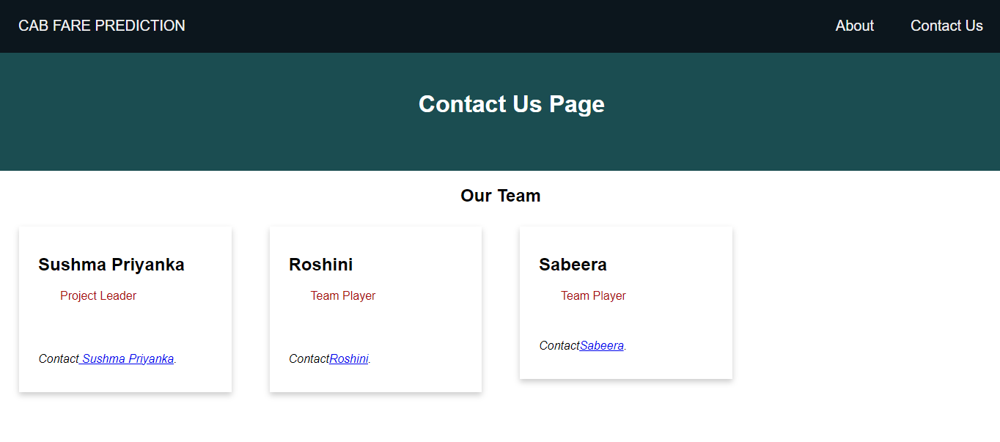 CAB FARE PREDICTION
About
Contact Us
Contact Us Page
Our Team
Sushma Priyanka
Project Leader
Contact Sushma Priyanka.
Roshini
Team Player
ContactRoshini.
Sabeera
Team Player
ContactSabeera.